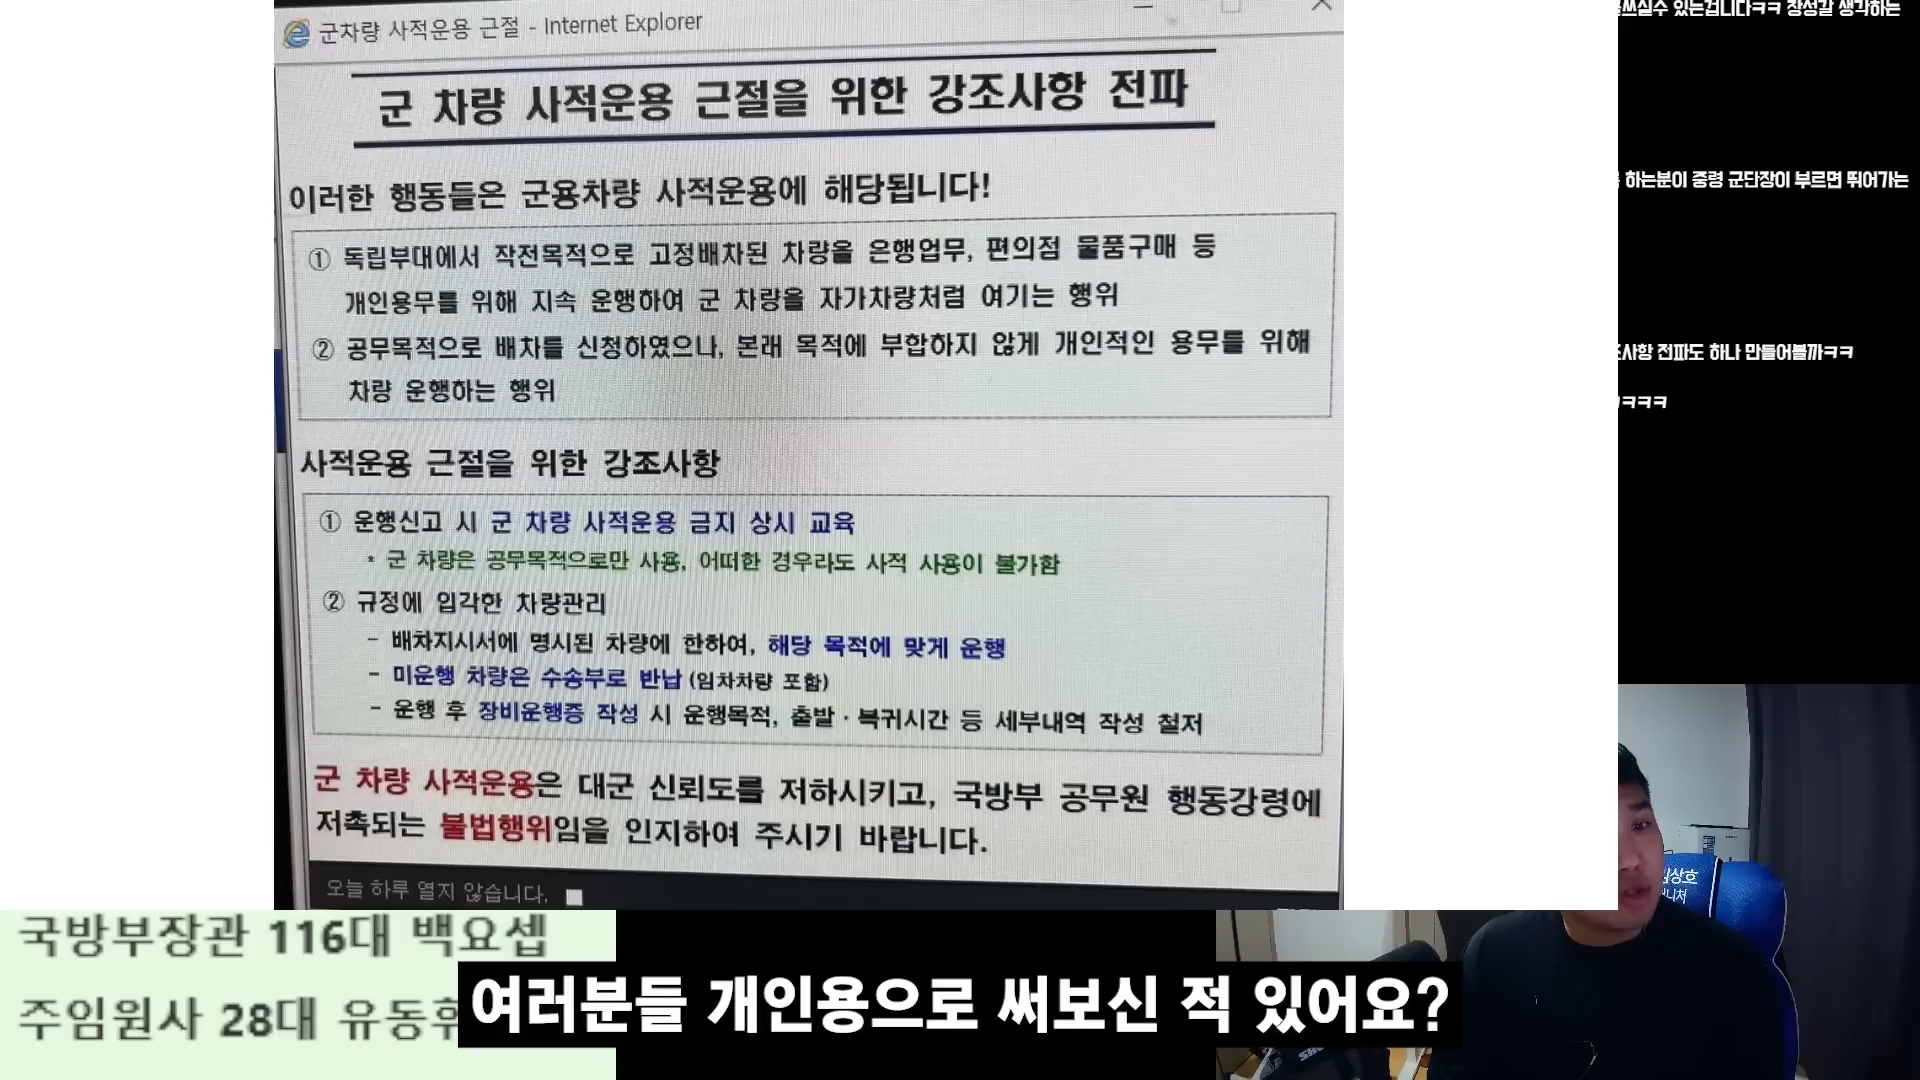 군차량 사적운용 근절 - Internet Explorer
군 차량 사적운용 근절을 위한 강조사항 전파
이러한 행동들은 군용차량 사적운용에 해당됩니다!
① 독립부대에서 작전목적으로 고정배차된 차량을 은행업무, 편의점 물품구매 등
개인용무를 위해 지속 운행하여 군 차량을 자가차량처럼 여기는 행위
② 공무목적으로 배차를 신청하였으나, 본래 목적에 부합하지 않게 개인적인 용무를 위해
차량 운행하는 행위
사적운용 근절을 위한 강조사항
① 운행신고 시 군 차량 사적운용 금지 상시 교육
* 군 차량은 공무목적으로만 사용, 어떠한 경우라도 사적 사용이 불가함
② 규정에 입각한 차량관리
- 배차지시서에 명시된 차량에 한하여, 해당 목적에 맞게 운행
- 미운행 차량은 수송부로 반납 (임차차량 포함)
- 운행 후 장비운행증 작성 시 운행목적, 출발 · 복귀시간 등 세부내역 작성 철저
군 차량 사적운용은 대군 신뢰도를 저하시키고, 국방부 공무원 행동강령에
저촉되는 불법행위임을 인지하여 주시기 바랍니다.
오늘 하루 열지 않습니다.
있는겁니다ㅋㅋ 장성갈 생각하는
하는분이 중령 군단장이 부르면 뛰어가는
전파도 하나 만들어볼까ㅋㅋ
ㅋㅋㅋ
상호
니저
국방부장관 116대 백요셉
주임원사 28대 유동
여러분들 개인용으로 써보신 적 있어요?